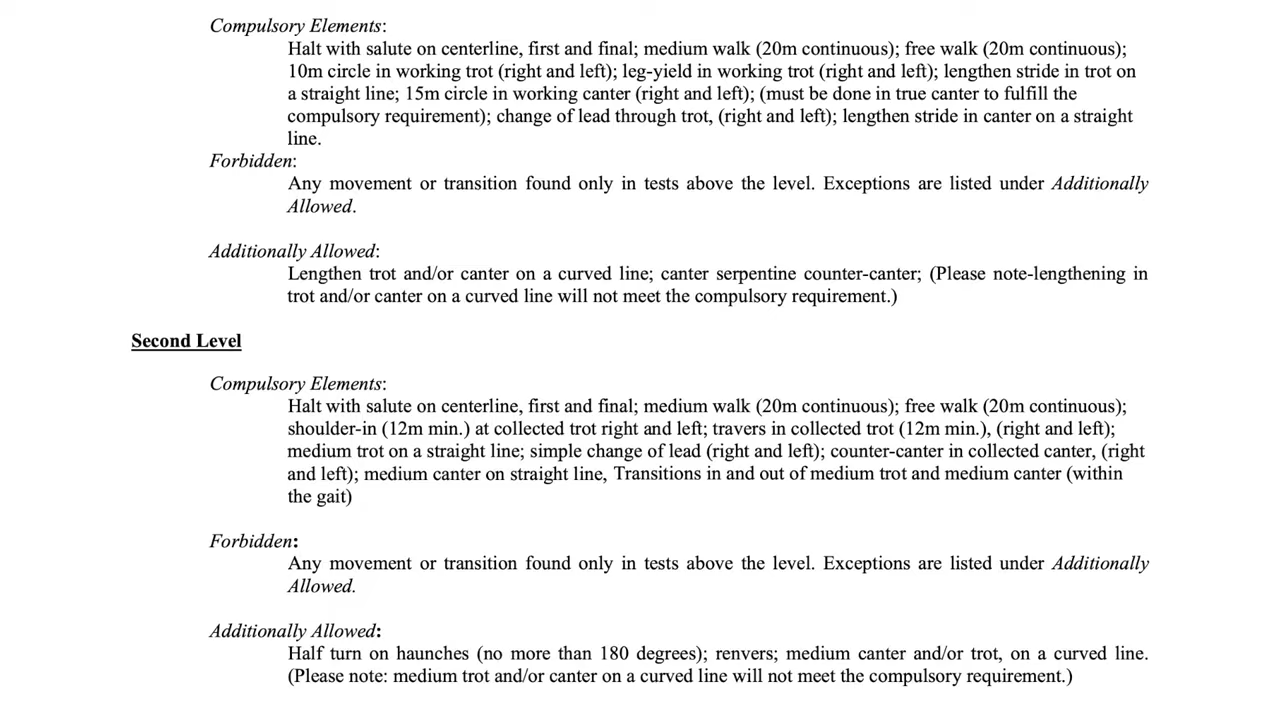 Compulsory Elements:
Halt with salute on centerline, first and final; medium walk (20m continuous); free walk (20m continuous);
10m circle in working trot (right and left); leg-yield in working trot (right and left); lengthen stride in trot on
a straight line; 15m circle in working canter (right and left); (must be done in true canter to fulfill the
compulsory requirement); change of lead through trot, (right and left); lengthen stride in canter on a straight
line.
Forbidden:
Any movement or transition found only in tests above the level. Exceptions are listed under Additionally
Allowed.
Additionally Allowed:
Lengthen trot and/or canter on a curved line; canter serpentine counter-canter; (Please note-lengthening in
trot and/or canter on a curved line will not meet the compulsory requirement.)
Second Level
Compulsory Elements:
Halt with salute on centerline, first and final; medium walk (20m continuous); free walk (20m continuous);
shoulder-in (12m min.) at collected trot right and left; travers in collected trot (12m min.), (right and left);
medium trot on a straight line; simple change of lead (right and left); counter-canter in collected canter, (right
and left); medium canter on straight line, Transitions in and out of medium trot and medium canter (within
the gait)
Forbidden:
Any movement or transition found only in tests above the level. Exceptions are listed under Additionally
Allowed.
Additionally Allowed:
Half turn on haunches (no more than 180 degrees); renvers; medium canter and/or trot, on a curved line.
(Please note: medium trot and/or canter on a curved line will not meet the compulsory requirement.)